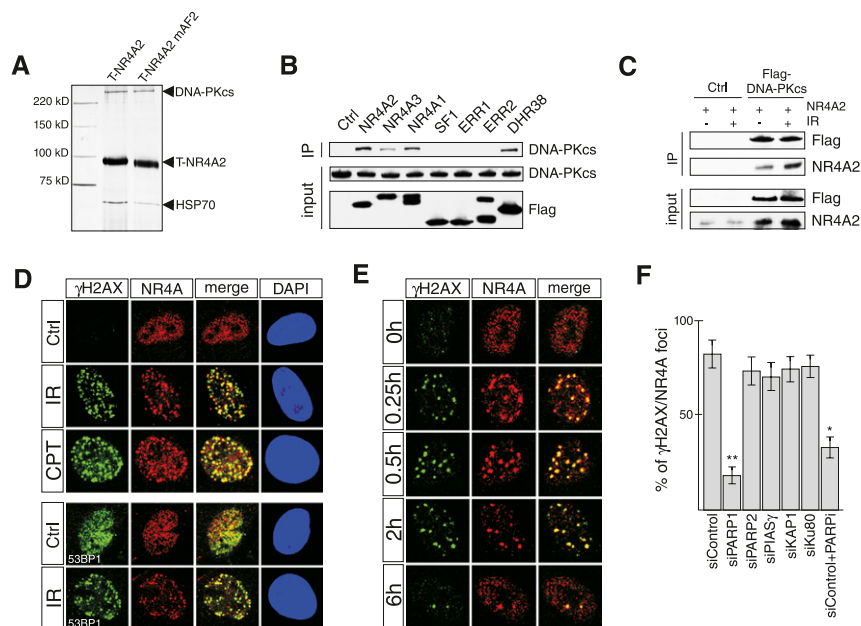 A
T-NR4A2
T-NR4A2 mAF2
220 kD
150 kD
100 kD
75 kD
DNA-PKcs
T-NR4A2
HSP70
B
Ctrl
NR4A2
NR4A3
NR4A1
SF1
ERR1
ERR2
DHR38
IP
DNA-PKcs
input
DNA-PKcs
Flag
C
Ctrl
Flag-
DNA-PKcs
+ + + + NR4A2
- + - + IR
IP
Flag
NR4A2
input
Flag
NR4A2
D
γH2AX NR4A merge DAPI
Ctrl
IR
CPT
Ctrl
53BP1
IR
53BP1
E
γH2AX NR4A merge
0h
0.25h
0.5h
2h
6h
F
% of γH2AX/NR4A foci
100
50
**
*
siControl
siPARP1
siPARP2
siPIASγ
siKAP1
siKu80
siControl+PARPi